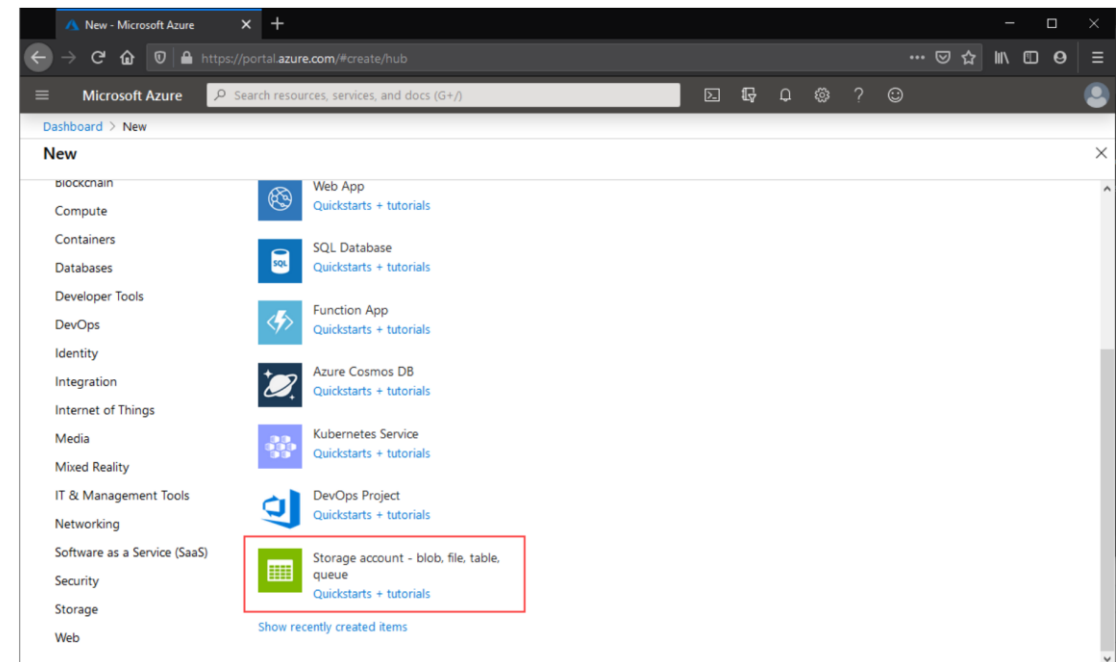 New - Microsoft Azure
https://portal.azure.com/#create/hub
Microsoft Azure
Search resources, services, and docs (G+/)
Dashboard > New
New
Blockchain
Compute
Containers
Databases
Developer Tools
DevOps
Identity
Integration
Internet of Things
Media
Mixed Reality
IT & Management Tools
Networking
Software as a Service (SaaS)
Security
Storage
Web
Web App
Quickstarts + tutorials
SQL
SQL Database
Quickstarts + tutorials
Function App
Quickstarts + tutorials
Azure Cosmos DB
Quickstarts + tutorials
Kubernetes Service
Quickstarts + tutorials
DevOps Project
Quickstarts + tutorials
Storage account - blob, file, table,
queue
Quickstarts + tutorials
Show recently created items